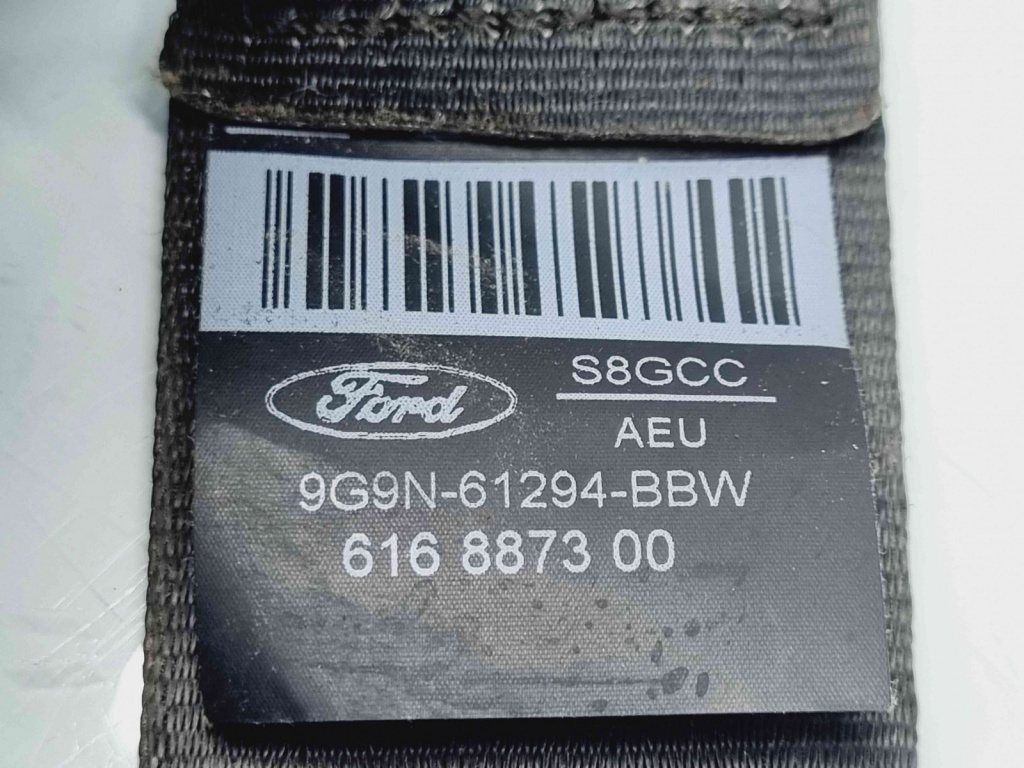 Ford
S8GCC
AEU
9G9N-61294-BBW
616 8873 00